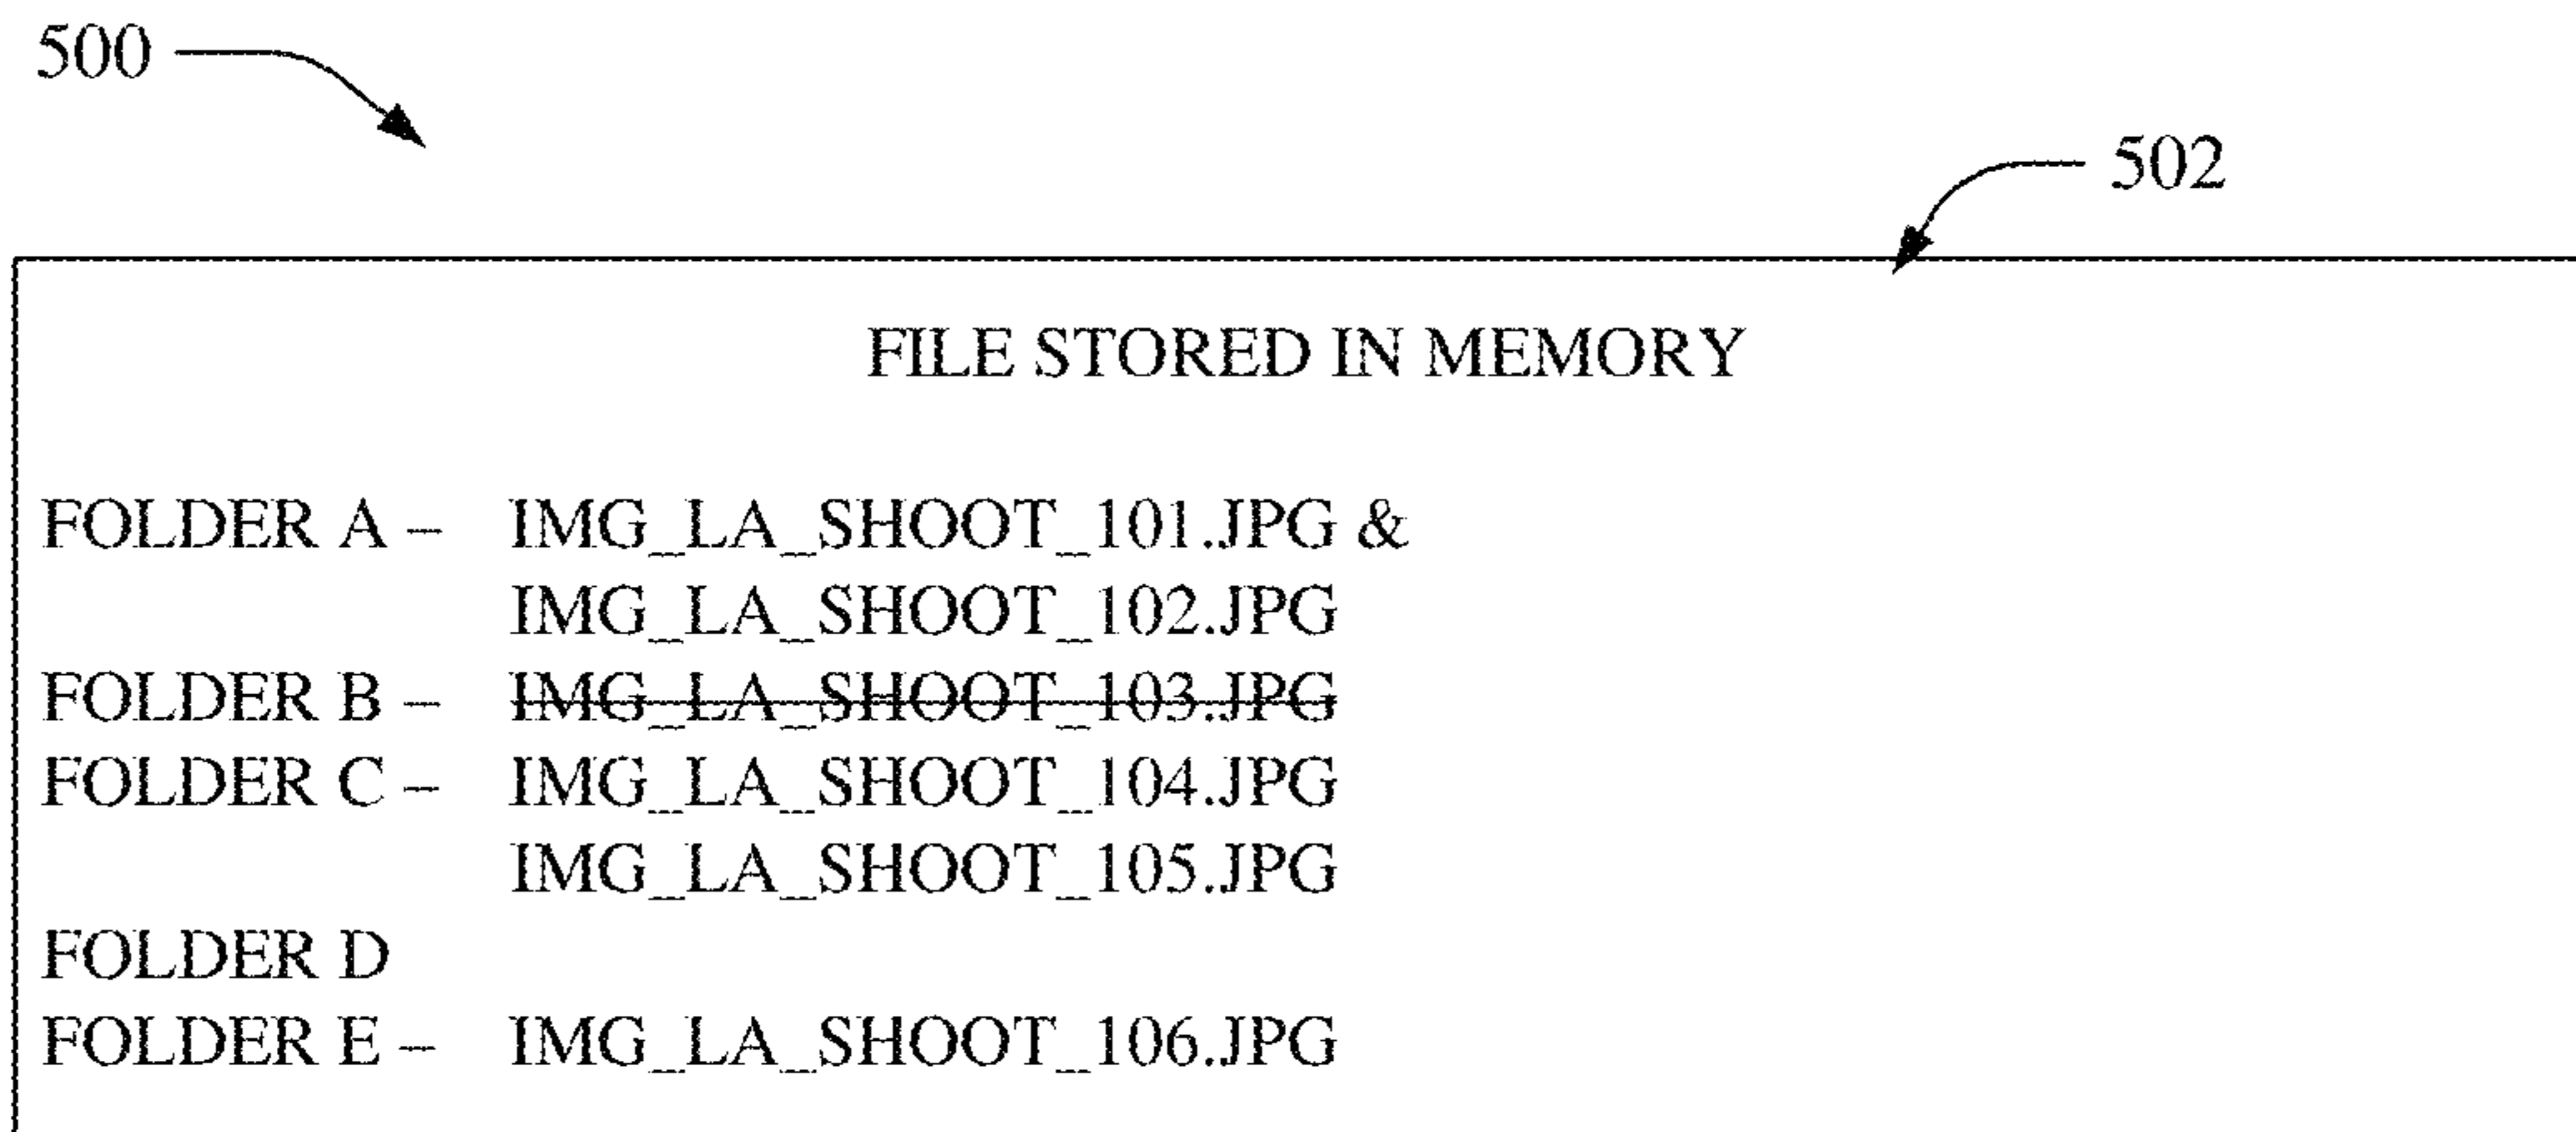 500
502
FILE STORED IN MEMORY
FOLDER A – IMG_LA_SHOOT_101.JPG &
IMG_LA_SHOOT_102.JPG
FOLDER B – IMG_LA_SHOOT_103.JPG
FOLDER C – IMG_LA_SHOOT_104.JPG
IMG_LA_SHOOT_105.JPG
FOLDER D
FOLDER E – IMG_LA_SHOOT_106.JPG